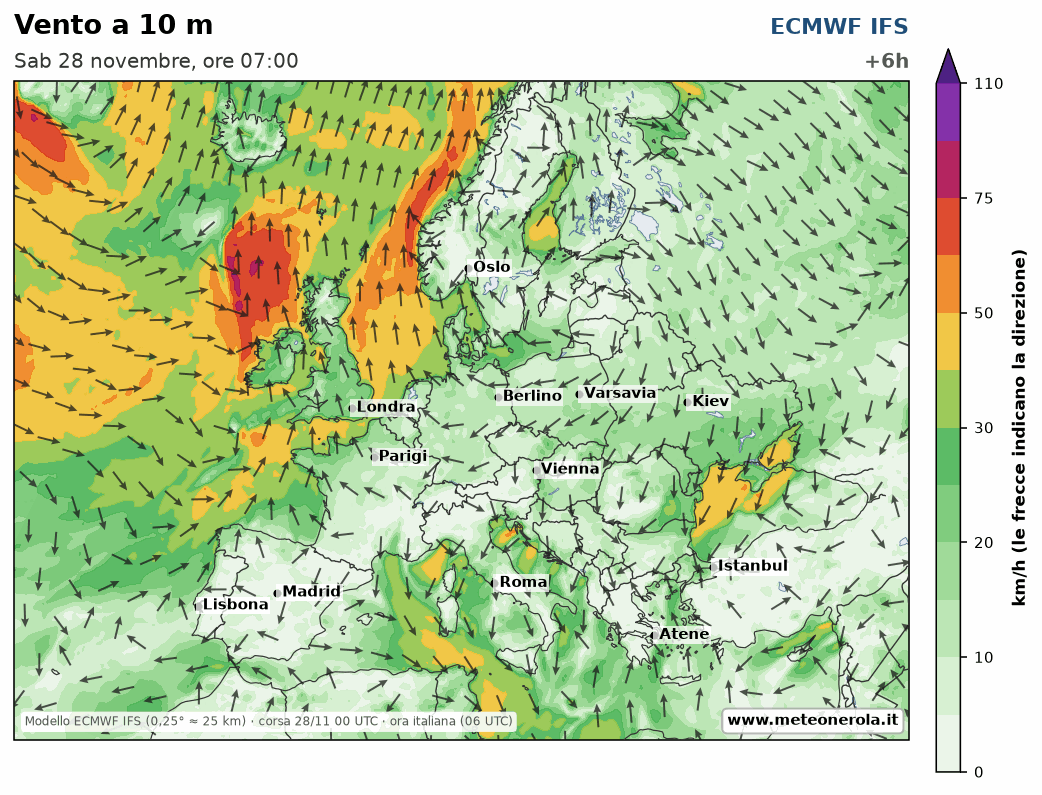 Vento a 10 m
ECMWF IFS
Sab 28 novembre, ore 07:00
+6h
110
75
50
30
20
10
0
km/h (le frecce indicano la direzione)
Oslo
Londra
Berlino
Varsavia
Kiev
Parigi
Vienna
Istanbul
Roma
Madrid
Lisbona
Atene
Modello ECMWF IFS (0,25° ≈ 25 km) · corsa 28/11 00 UTC · ora italiana (06 UTC)
www.meteonerola.it